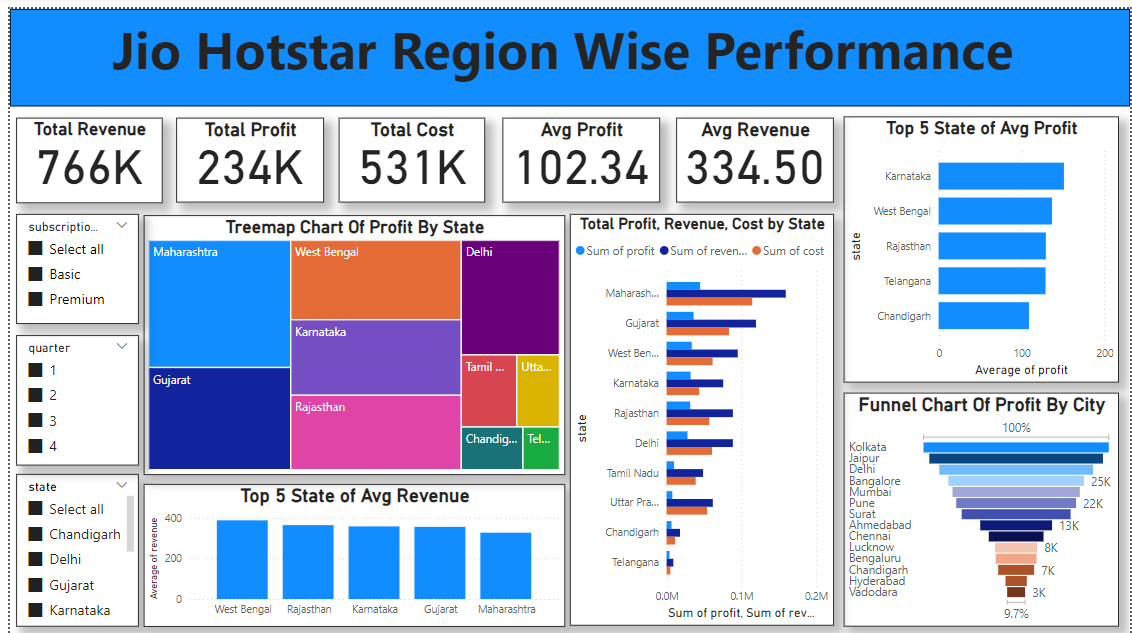 Jio Hotstar Region Wise Performance
Total Revenue
766K
Total Profit
234K
Total Cost
531K
Avg Profit
102.34
Avg Revenue
334.50
subscriptio...
Select all
Basic
Premium
quarter
1
2
3
4
state
Select all
Chandigarh
Delhi
Gujarat
Karnataka
Treemap Chart Of Profit By State
Maharashtra
Gujarat
West Bengal
Karnataka
Rajasthan
Delhi
Tamil ...
Utta...
Chandig...
Tel...
Top 5 State of Avg Revenue
Average of revenue
400
200
0
West Bengal
Rajasthan
Karnataka
Gujarat
Maharashtra
Total Profit, Revenue, Cost by State
Sum of profit Sum of reven... Sum of cost
state
Maharash...
Gujarat
West Ben...
Karnataka
Rajasthan
Delhi
Tamil Nadu
Uttar Pra...
Chandigarh
Telangana
0.0M 0.1M 0.2M
Sum of profit, Sum of rev...
Top 5 State of Avg Profit
state
Karnataka
West Bengal
Rajasthan
Telangana
Chandigarh
0 100 200
Average of profit
Funnel Chart Of Profit By City
100%
Kolkata
Jaipur
Delhi
Bangalore 25K
Mumbai
Pune 22K
Surat
Ahmedabad 13K
Chennai
Lucknow 8K
Bengaluru
Chandigarh 7K
Hyderabad
Vadodara 3K
9.7%